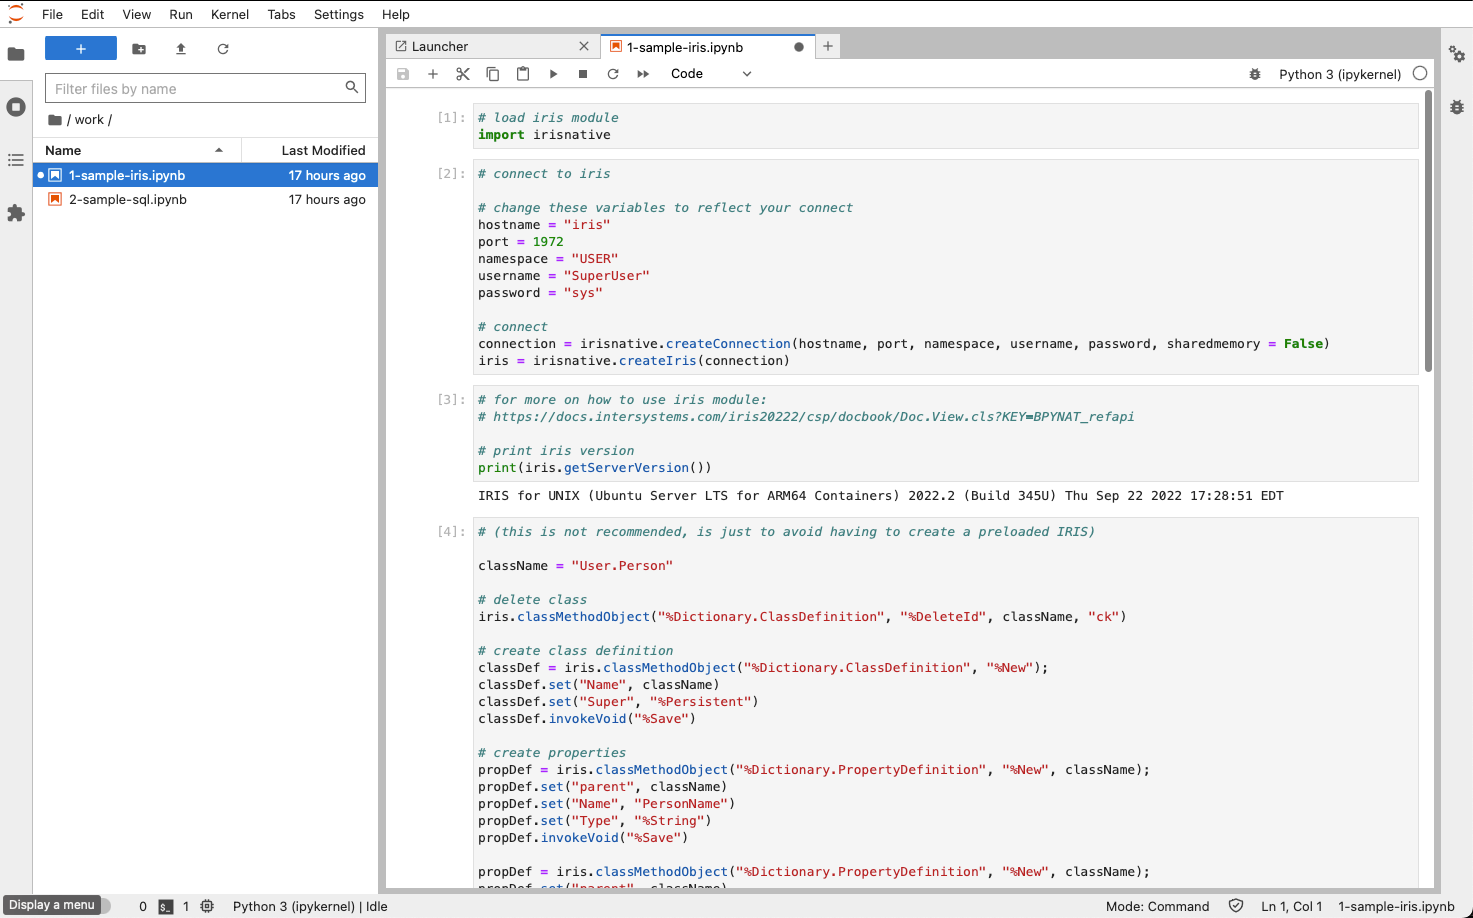 File Edit View Run Kernel Tabs Settings Help
Filter files by name
/ work /
Name Last Modified
1-sample-iris.ipynb 17 hours ago
2-sample-sql.ipynb 17 hours ago
Launcher
1-sample-iris.ipynb
Code
Python 3 (ipykernel)
[1]:
# load iris module
import irisnative
[2]:
# connect to iris
# change these variables to reflect your connect
hostname = "iris"
port = 1972
namespace = "USER"
username = "SuperUser"
password = "sys"
# connect
connection = irisnative.createConnection(hostname, port, namespace, username, password, sharedmemory = False)
iris = irisnative.createIris(connection)
[3]:
# for more on how to use iris module:
# https://docs.intersystems.com/iris20222/csp/docbook/Doc.View.cls?KEY=BPYNAT_refapi
# print iris version
print(iris.getServerVersion())
IRIS for UNIX (Ubuntu Server LTS for ARM64 Containers) 2022.2 (Build 345U) Thu Sep 22 2022 17:28:51 EDT
[4]:
# (this is not recommended, is just to avoid having to create a preloaded IRIS)
className = "User.Person"
# delete class
iris.classMethodObject("%Dictionary.ClassDefinition", "%DeleteId", className, "ck")
# create class definition
classDef = iris.classMethodObject("%Dictionary.ClassDefinition", "%New");
classDef.set("Name", className)
classDef.set("Super", "%Persistent")
classDef.invokeVoid("%Save")
# create properties
propDef = iris.classMethodObject("%Dictionary.PropertyDefinition", "%New", className);
propDef.set("parent", className)
propDef.set("Name", "PersonName")
propDef.set("Type", "%String")
propDef.invokeVoid("%Save")
propDef = iris.classMethodObject("%Dictionary.PropertyDefinition", "%New", className);
propDef.set("parent", className)
Display a menu
0 $_ 1 Python 3 (ipykernel) | Idle
Mode: Command Ln 1, Col 1 1-sample-iris.ipynb